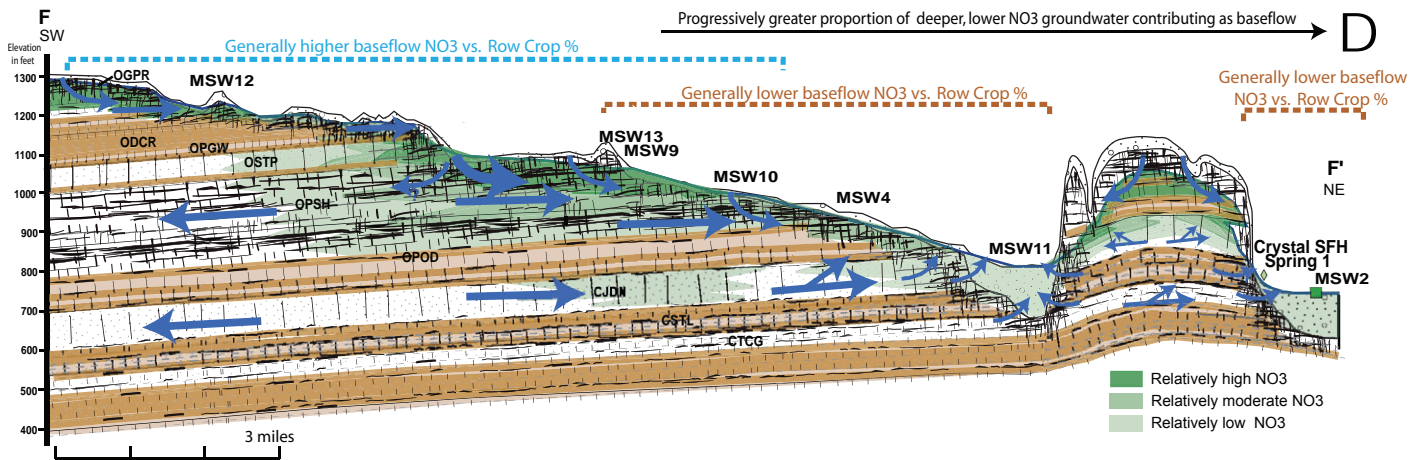 F
SW
Progressively greater proportion of deeper, lower NO3 groundwater contributing as baseflow
D
Elevation
in feet
Generally higher baseflow NO3 vs. Row Crop %
Generally lower baseflow NO3 vs. Row Crop %
Generally lower baseflow
NO3 vs. Row Crop %
1300
1200
1100
1000
900
800
700
600
500
400
OGPR
MSW12
ODCR
OPGW
OSTP
MSW13
MSW9
MSW10
MSW4
OPSH
OPOD
MSW11
CJDN
CSTL
CTCG
F'
NE
Crystal SFH
Spring 1
MSW2
Relatively high NO3
Relatively moderate NO3
Relatively low NO3
3 miles